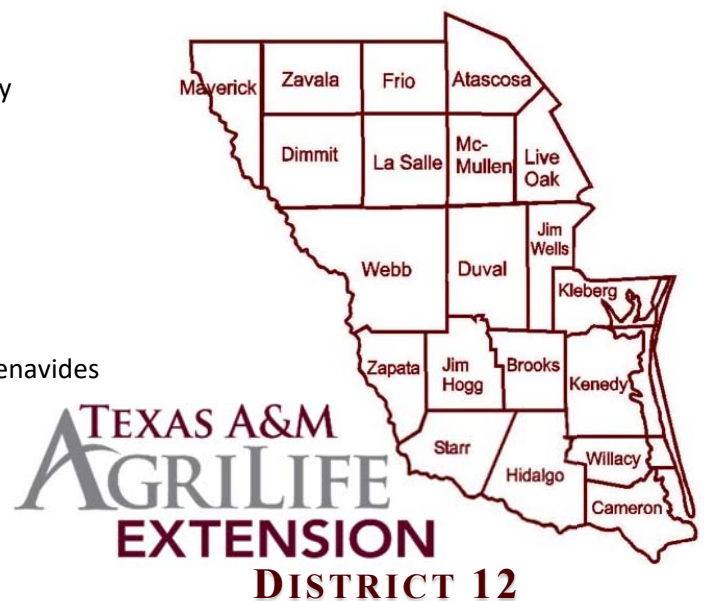 y
Maverick
Zavala
Frio
Atascosa
Dimmit
La Salle
Mc-
Mullen
Live
Oak
Webb
Duval
Jim
Wells
Kleberg
enavides
Zapata
Jim
Hogg
Brooks
Kenedy
Starr
Hidalgo
Willacy
Cameron
TEXAS A&M
AGRILIFE
EXTENSION
DISTRICT 12